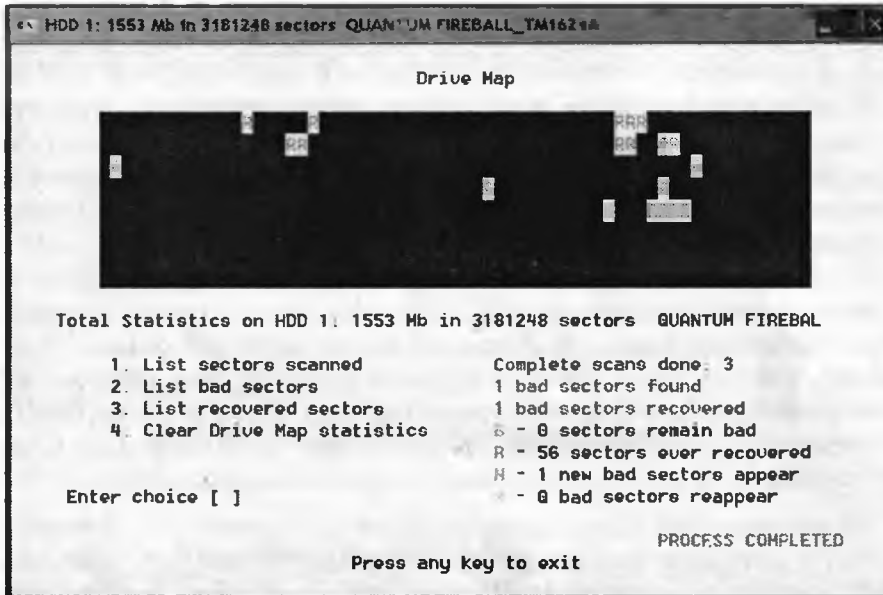 HDD 1: 1553 Mb in 3181248 sectors QUANTUM
Drive Map
R R RRR
RR RR
Total Statistics on HDD 1: 1553 Mb in 3181248 sectors QUANTUM FIREBAL
1. List sectors scanned
2. List bad sectors
3. List recovered sectors
4. Clear Drive Map statistics
Enter choice [ ]
Complete scans done: 3
1 bad sectors found
1 bad sectors recovered
B - 0 sectors remain bad
R - 56 sectors ever recovered
N - 1 new bad sectors appear
- 0 bad sectors reappear
PROCESS COMPLETED
Press any key to exit